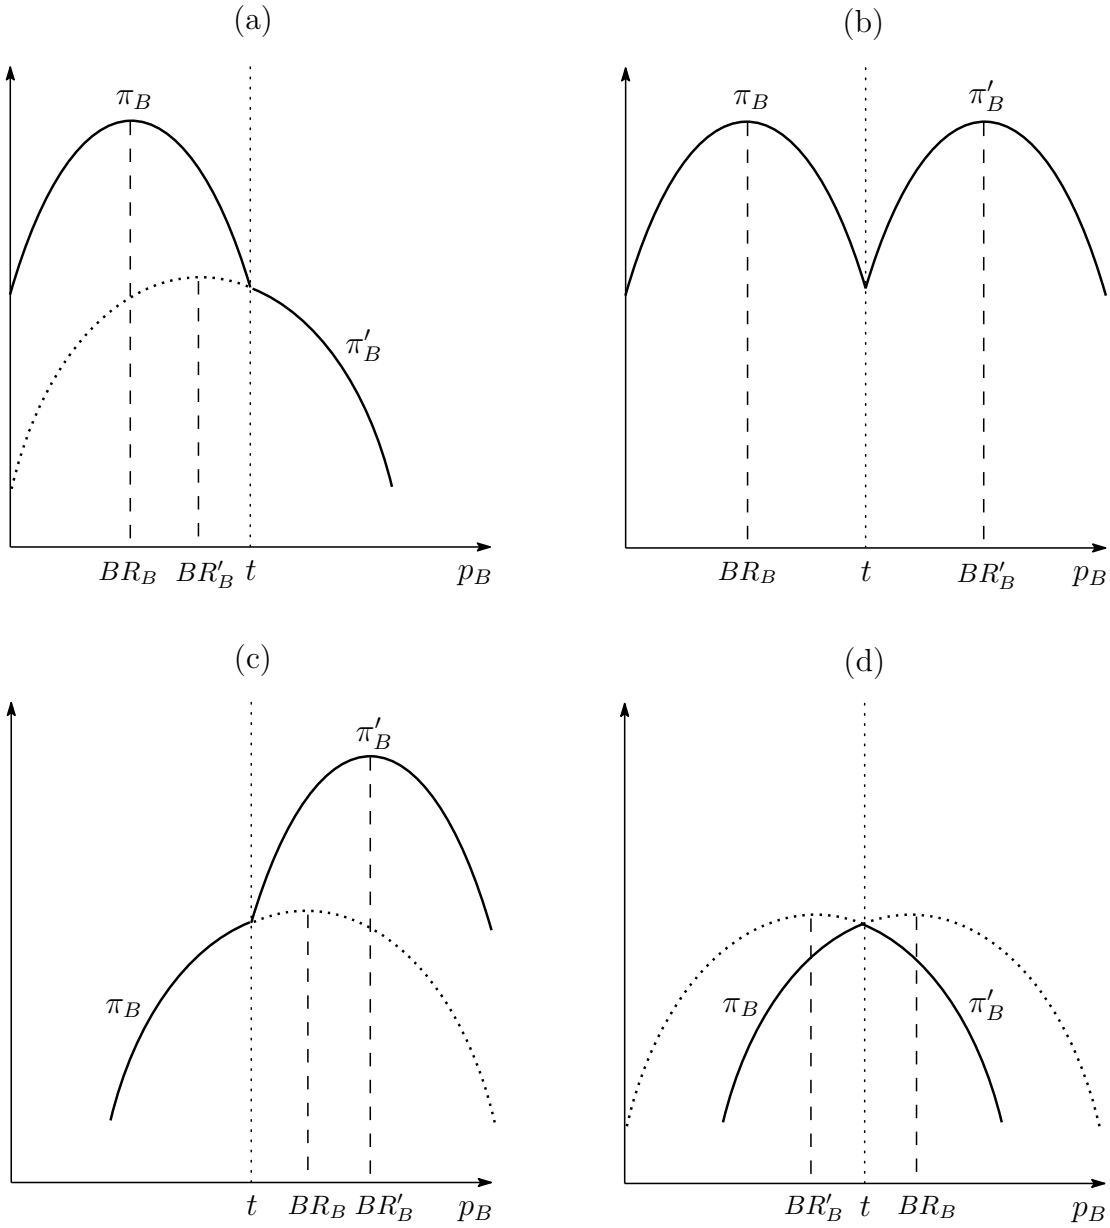 (a) (b)
π_B π_B π′_B
π′_B
BR_B BR′_B t p_B BR_B t BR′_B p_B
(c) (d)
π′_B
π_B π_B π′_B
t BR_B BR′_B p_B BR′_B t BR_B p_B